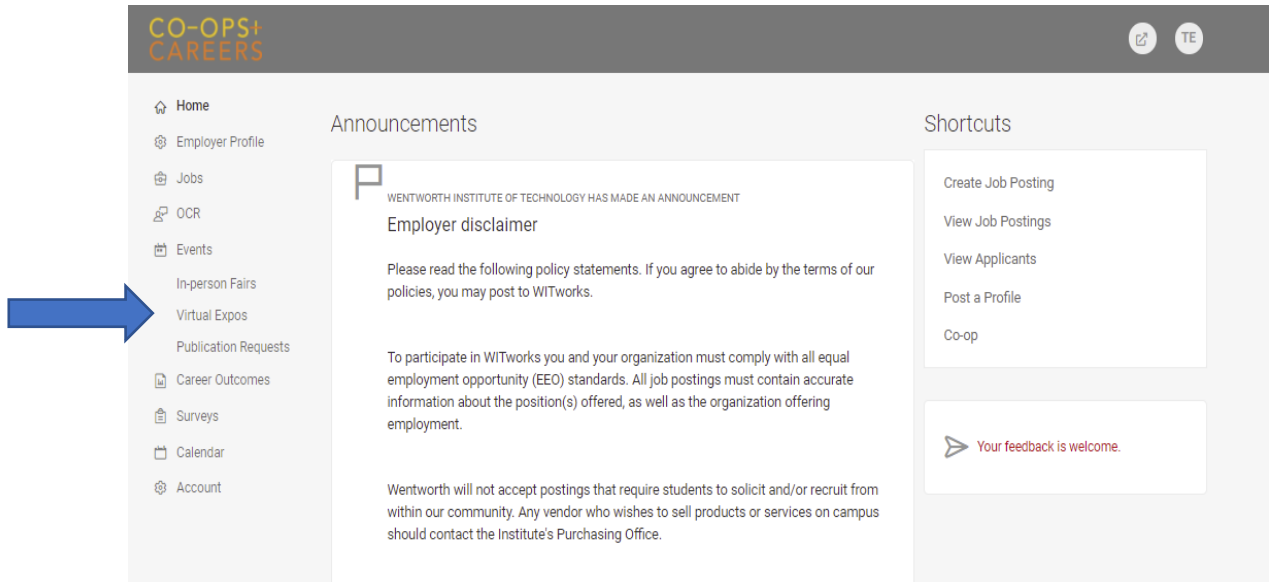 CO-OPS+
CAREERS
TE
Home
Employer Profile
Jobs
OCR
Events
In-person Fairs
Virtual Expos
Publication Requests
Career Outcomes
Surveys
Calendar
Account
Announcements
WENTWORTH INSTITUTE OF TECHNOLOGY HAS MADE AN ANNOUNCEMENT
Employer disclaimer
Please read the following policy statements. If you agree to abide by the terms of our
policies, you may post to WITworks.
To participate in WITworks you and your organization must comply with all equal
employment opportunity (EEO) standards. All job postings must contain accurate
information about the position(s) offered, as well as the organization offering
employment.
Wentworth will not accept postings that require students to solicit and/or recruit from
within our community. Any vendor who wishes to sell products or services on campus
should contact the Institute's Purchasing Office.
Shortcuts
Create Job Posting
View Job Postings
View Applicants
Post a Profile
Co-op
Your feedback is welcome.